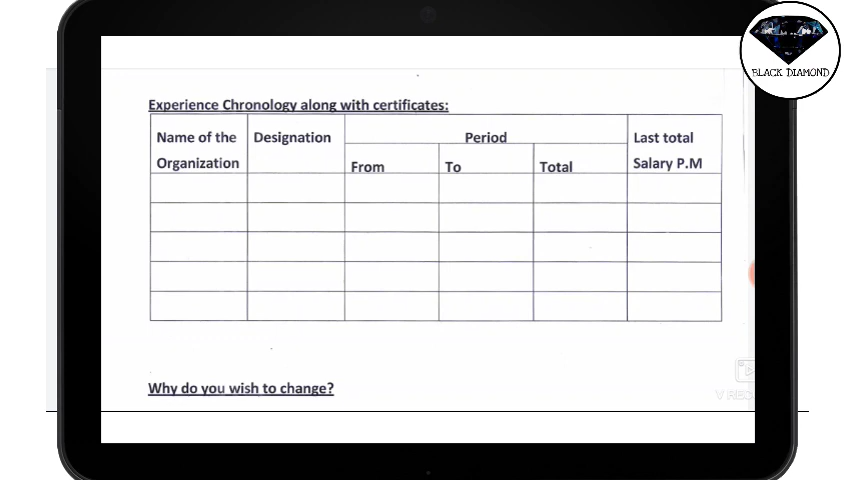 BLACK DIAMOND
Experience Chronology along with certificates:
Name of the Organization Designation Period Last total Salary P.M
From To Total
Why do you wish to change?